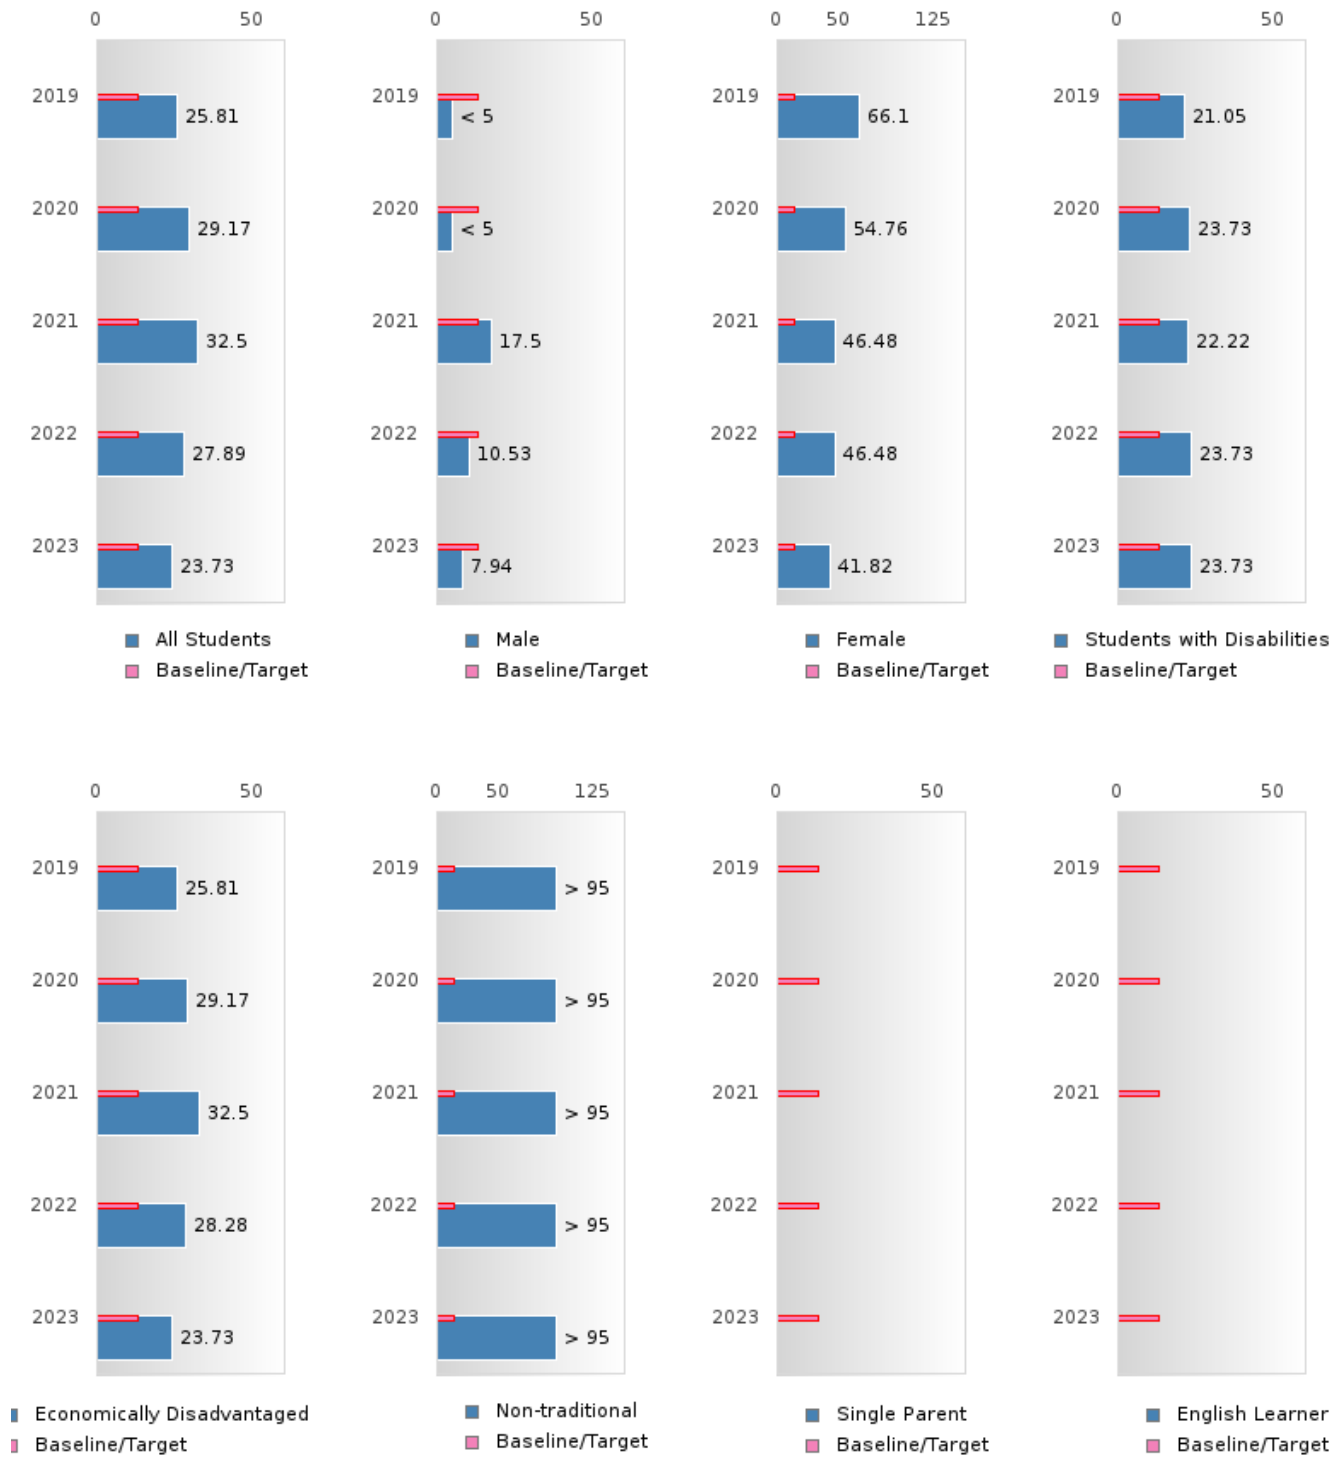 0 50
2019 25.81
2020 29.17
2021 32.5
2022 27.89
2023 23.73
All Students
Baseline/Target
0 50
2019 < 5
2020 < 5
2021 17.5
2022 10.53
2023 7.94
Male
Baseline/Target
0 50 125
2019 66.1
2020 54.76
2021 46.48
2022 46.48
2023 41.82
Female
Baseline/Target
0 50
2019 21.05
2020 23.73
2021 22.22
2022 23.73
2023 23.73
Students with Disabilities
Baseline/Target
0 50
2019 25.81
2020 29.17
2021 32.5
2022 28.28
2023 23.73
Economically Disadvantaged
Baseline/Target
0 50 125
2019 > 95
2020 > 95
2021 > 95
2022 > 95
2023 > 95
Non-traditional
Baseline/Target
0 50
2019
2020
2021
2022
2023
Single Parent
Baseline/Target
0 50
2019
2020
2021
2022
2023
English Learner
Baseline/Target